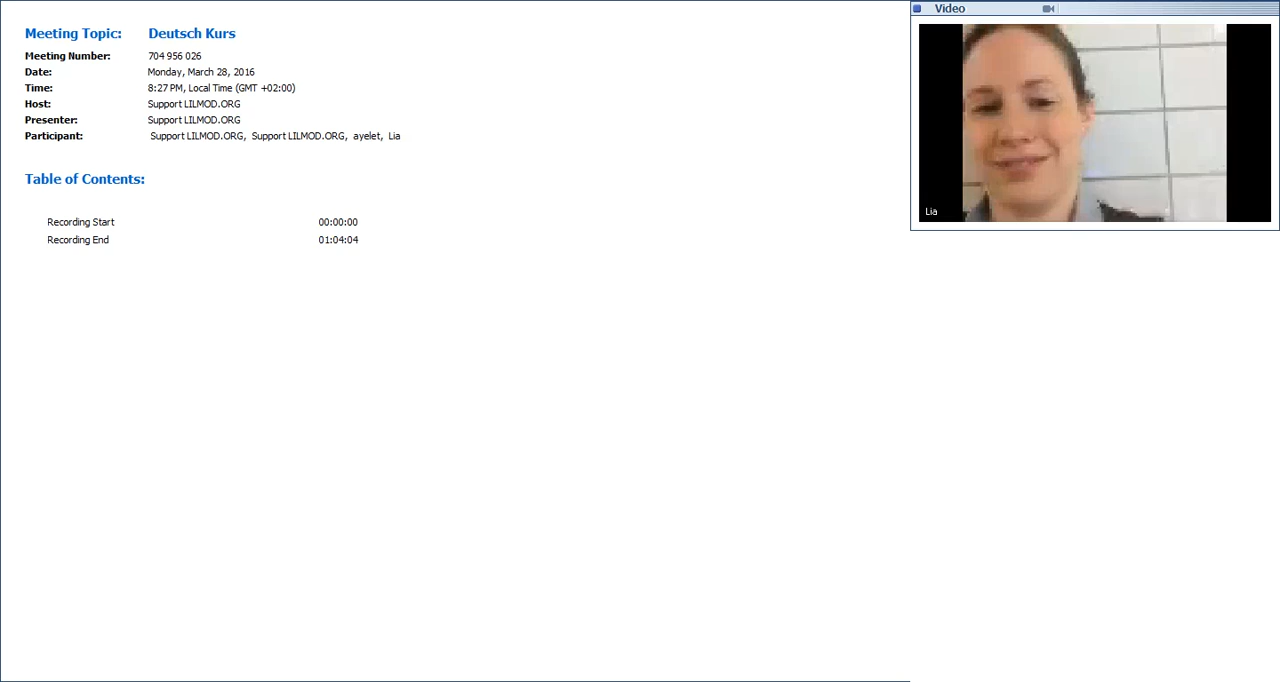 Meeting Topic: Deutsch Kurs
Meeting Number: 704 956 026
Date: Monday, March 28, 2016
Time: 8:27 PM, Local Time (GMT +02:00)
Host: Support LILMOD.ORG
Presenter: Support LILMOD.ORG
Participant: Support LILMOD.ORG, Support LILMOD.ORG, ayelet, Lia
Table of Contents:
Recording Start 00:00:00
Recording End 01:04:04
Video
Lia